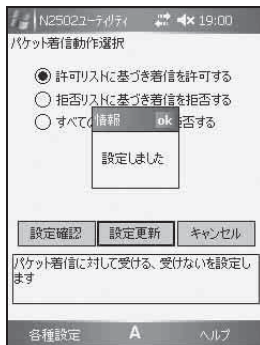 N2502ユーティリティ 19:00
パケット着信動作選択
許可リストに基づき着信を許可する
拒否リストに基づき着信を拒否する
すべての
否する
情報 ok
設定しました
設定確認 設定更新 キャンセル
パケット着信に対して受ける、受けないを設定し
ます
各種設定 A ヘルプ